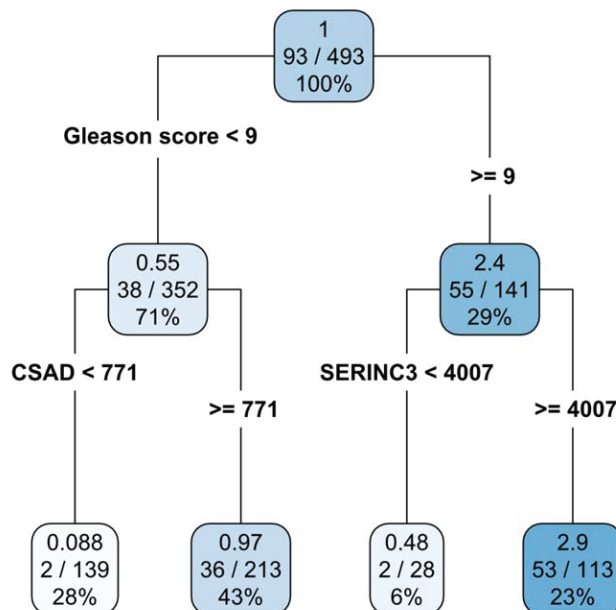 1
93 / 493
100%
Gleason score < 9
>= 9
0.55
38 / 352
71%
2.4
55 / 141
29%
CSAD < 771
>= 771
SERINC3 < 4007
>= 4007
0.088
2 / 139
28%
0.97
36 / 213
43%
0.48
2 / 28
6%
2.9
53 / 113
23%